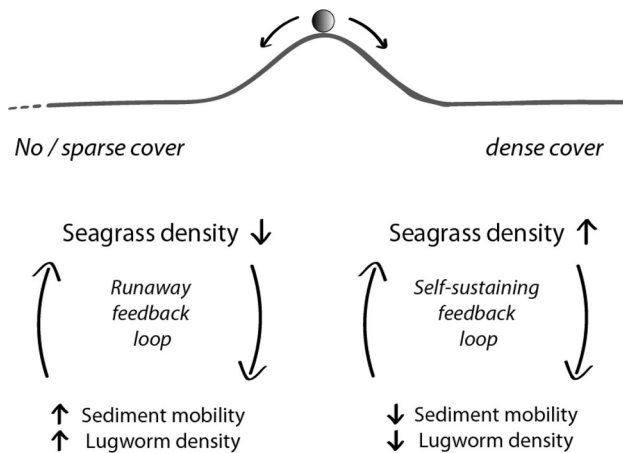 No / sparse cover
dense cover
Seagrass density ↓
Runaway
feedback
loop
↑ Sediment mobility
↑ Lugworm density
Seagrass density ↑
Self-sustaining
feedback
loop
↓ Sediment mobility
↓ Lugworm density